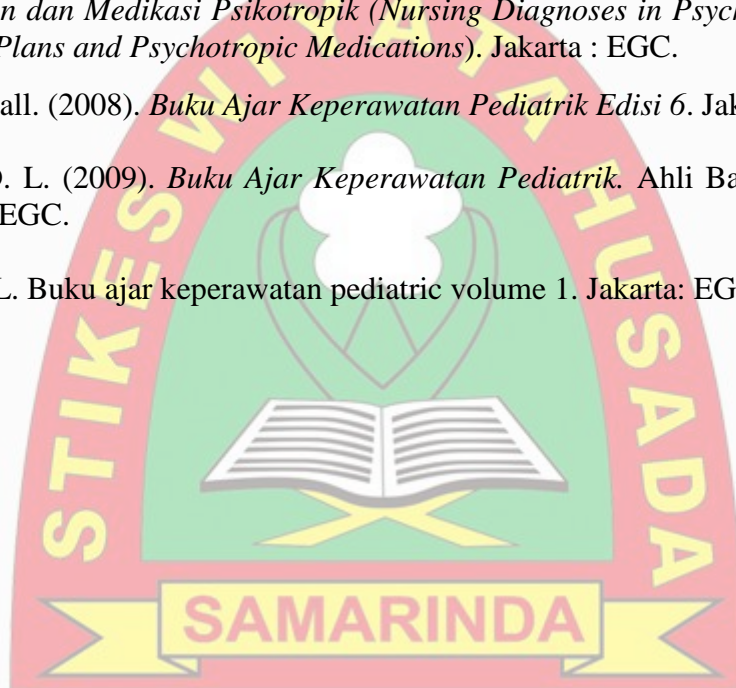 n dan Medikasi Psikotropik (Nursing Diagnoses in Psych
Plans and Psychotropic Medications). Jakarta : EGC.
all. (2008). Buku Ajar Keperawatan Pediatrik Edisi 6. Jak
. L. (2009). Buku Ajar Keperawatan Pediatrik. Ahli Ba
EGC.
L. Buku ajar keperawatan pediatric volume 1. Jakarta: EG
STIKES WIYATA HUSADA
SAMARINDA